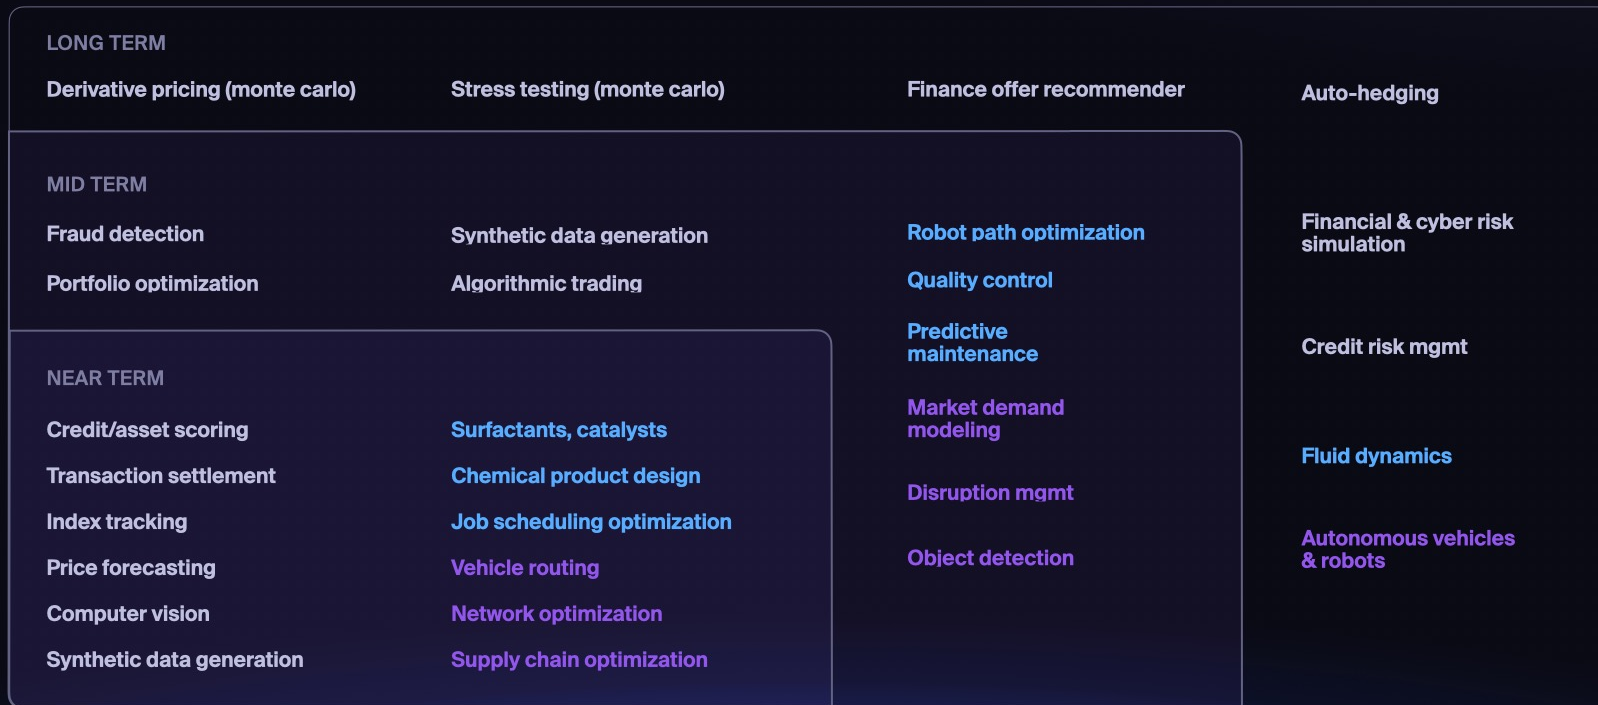 LONG TERM
Derivative pricing (monte carlo)
Stress testing (monte carlo)
Finance offer recommender
Auto-hedging
Financial & cyber risk
simulation
Credit risk mgmt
Fluid dynamics
Autonomous vehicles
& robots
MID TERM
Fraud detection
Portfolio optimization
Synthetic data generation
Algorithmic trading
Robot path optimization
Quality control
Predictive
maintenance
Market demand
modeling
Disruption mgmt
Object detection
NEAR TERM
Credit/asset scoring
Transaction settlement
Index tracking
Price forecasting
Computer vision
Synthetic data generation
Surfactants, catalysts
Chemical product design
Job scheduling optimization
Vehicle routing
Network optimization
Supply chain optimization